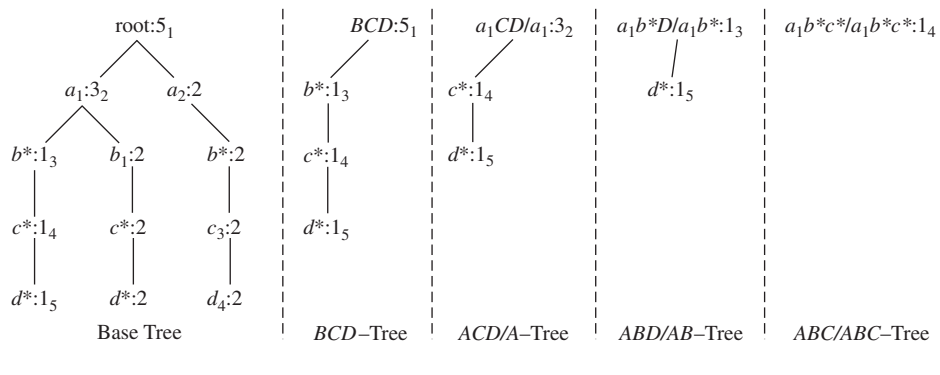 root:5₁ BCD:5₁ a₁CD/a₁:3₂ a₁b*D/a₁b*:1₃ a₁b*c*/a₁b*c*:1₄
a₁:3₂ a₂:2 b*:1₃ c*:1₄ d*:1₅
b*:1₃ b₁:2 b*:2 c*:1₄ d*:1₅
c*:1₄ c*:2 c₃:2 d*:1₅
d*:1₅ d*:2 d₄:2
Base Tree BCD–Tree ACD/A–Tree ABD/AB–Tree ABC/ABC–Tree